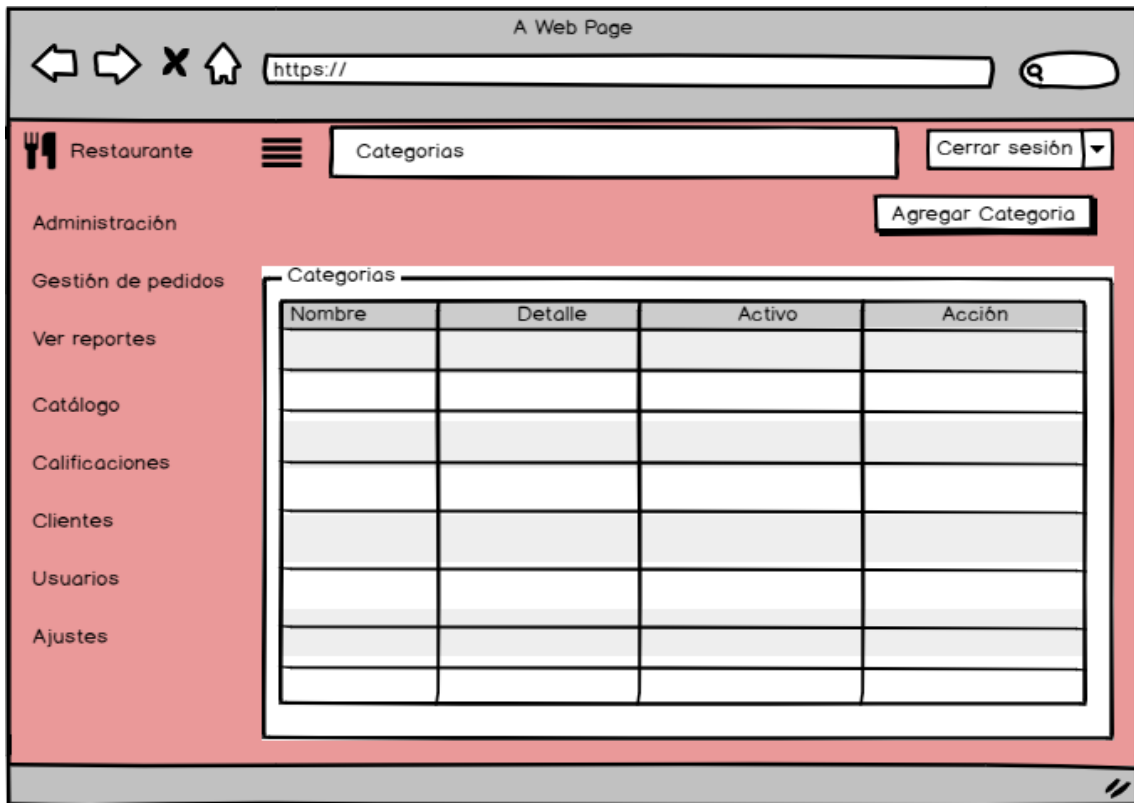 A Web Page
https://
Restaurante
Categorias
Cerrar sesión
Agregar Categoria
Administración
Gestión de pedidos
Ver reportes
Catálogo
Calificaciones
Clientes
Usuarios
Ajustes
Categorias
Nombre Detalle Activo Acción